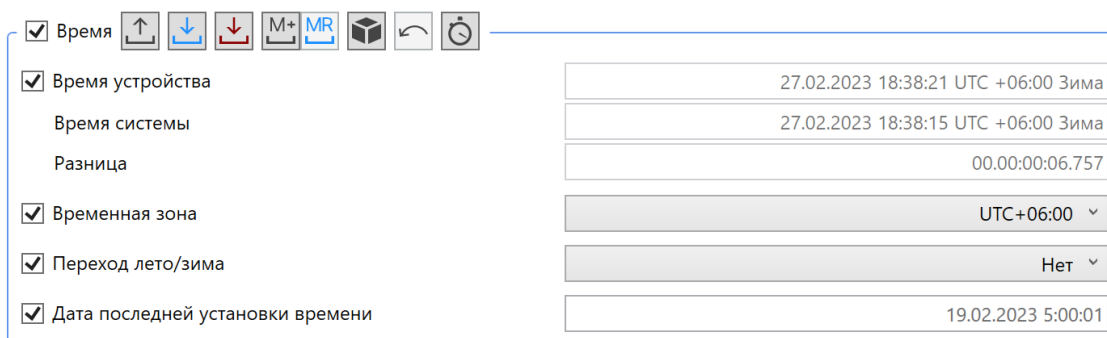 Время M+ MR
Время устройства 27.02.2023 18:38:21 UTC +06:00 Зима
Время системы 27.02.2023 18:38:15 UTC +06:00 Зима
Разница 00.00:00:06.757
Временная зона UTC+06:00
Переход лето/зима Нет
Дата последней установки времени 19.02.2023 5:00:01